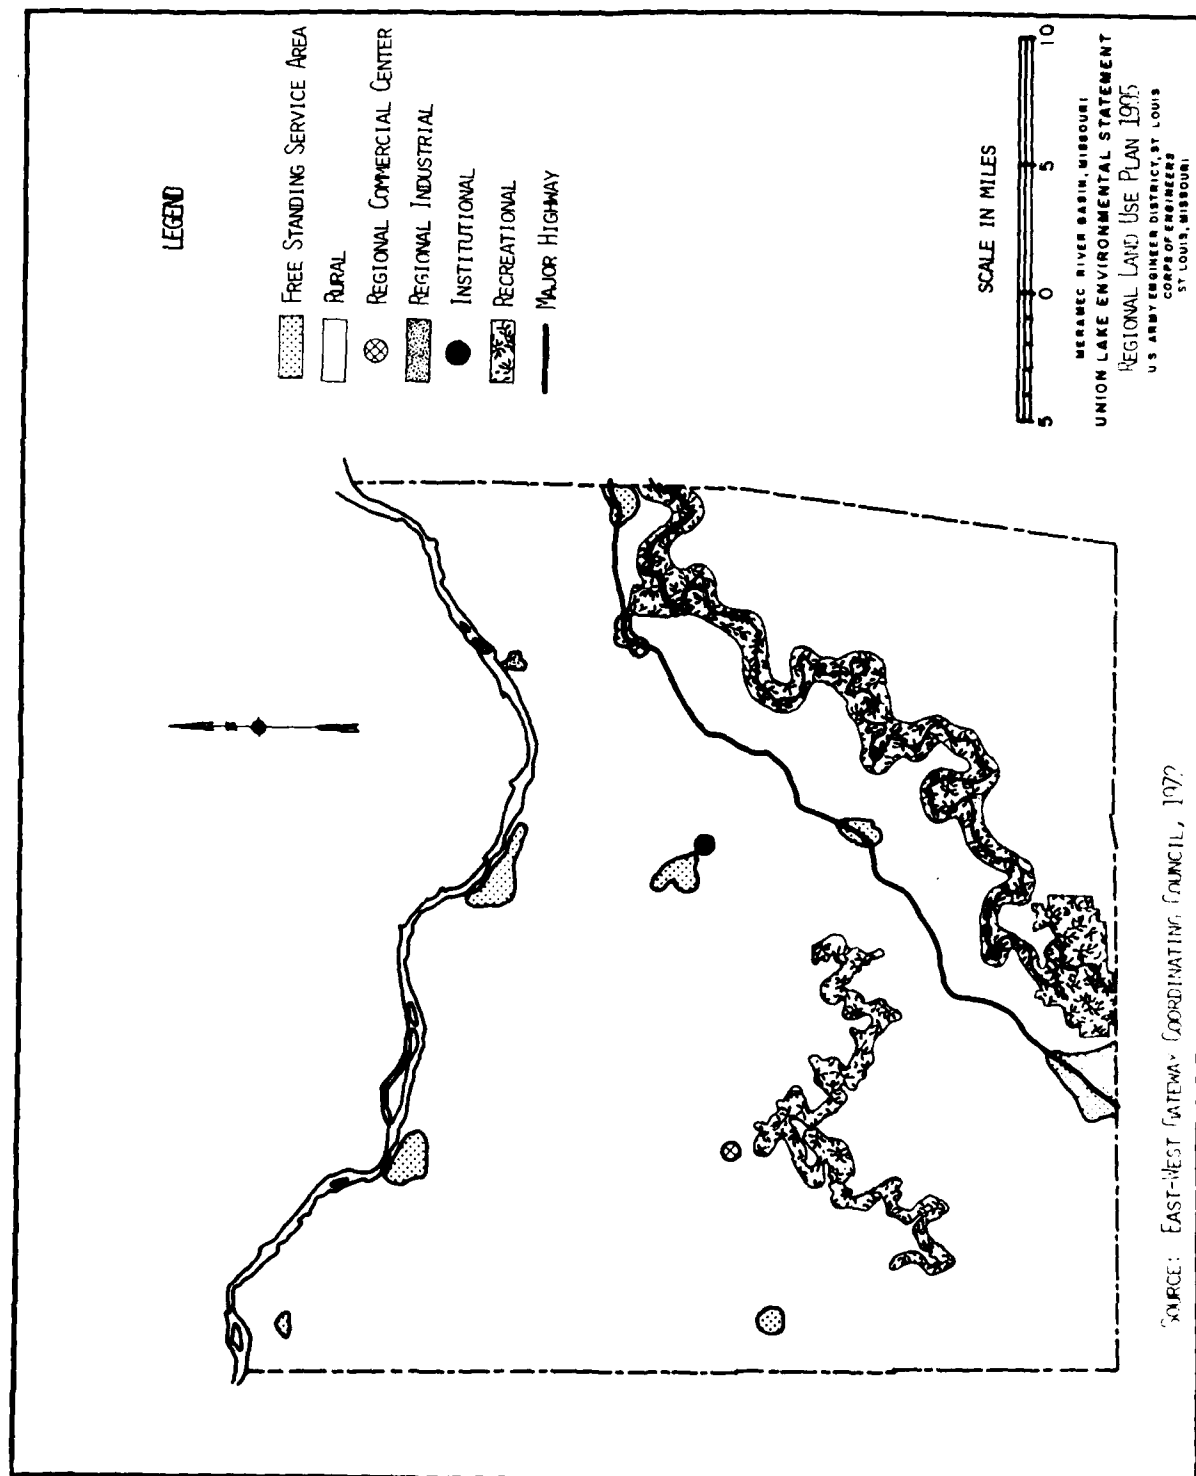 LEGEND
FREE STANDING SERVICE AREA
RURAL
REGIONAL COMMERCIAL CENTER
REGIONAL INDUSTRIAL
INSTITUTIONAL
RECREATIONAL
MAJOR HIGHWAY
SCALE IN MILES
5 0 5 10
MERAMEC RIVER BASIN, MISSOURI
UNION LAKE ENVIRONMENTAL STATEMENT
REGIONAL LAND USE PLAN 1995
U S ARMY ENGINEER DISTRICT, ST LOUIS
CORPS OF ENGINEERS
ST LOUIS, MISSOURI
SOURCE: EAST-WEST GATEWAY COORDINATING COUNCIL, 1972